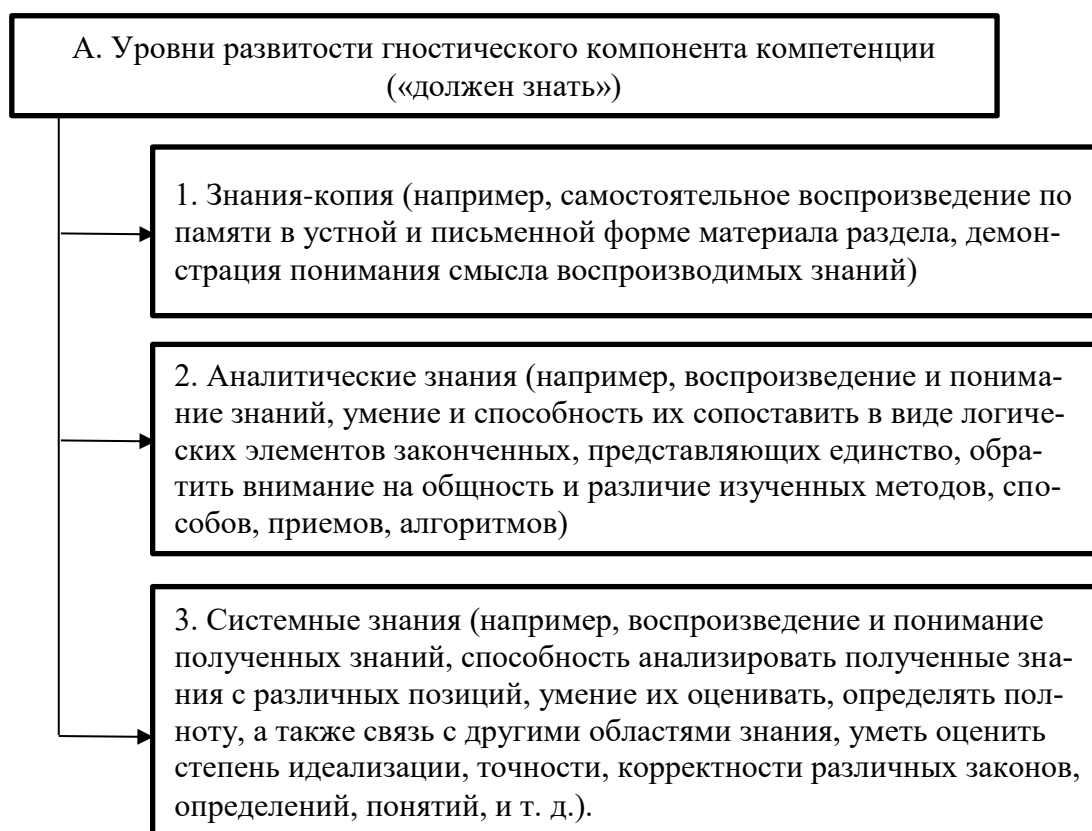 А. Уровни развитости гностического компонента компетенции
(«должен знать»)
1. Знания-копия (например, самостоятельное воспроизведение по
памяти в устной и письменной форме материала раздела, демон-
страция понимания смысла воспроизводимых знаний)
2. Аналитические знания (например, воспроизведение и понима-
ние знаний, умение и способность их сопоставить в виде логиче-
ских элементов законченных, представляющих единство, обра-
тить внимание на общность и различие изученных методов, спо-
собов, приемов, алгоритмов)
3. Системные знания (например, воспроизведение и понимание
полученных знаний, способность анализировать полученные зна-
ния с различных позиций, умение их оценивать, определять пол-
ноту, а также связь с другими областями знания, уметь оценить
степень идеализации, точности, корректности различных законов,
определений, понятий, и т. д.).